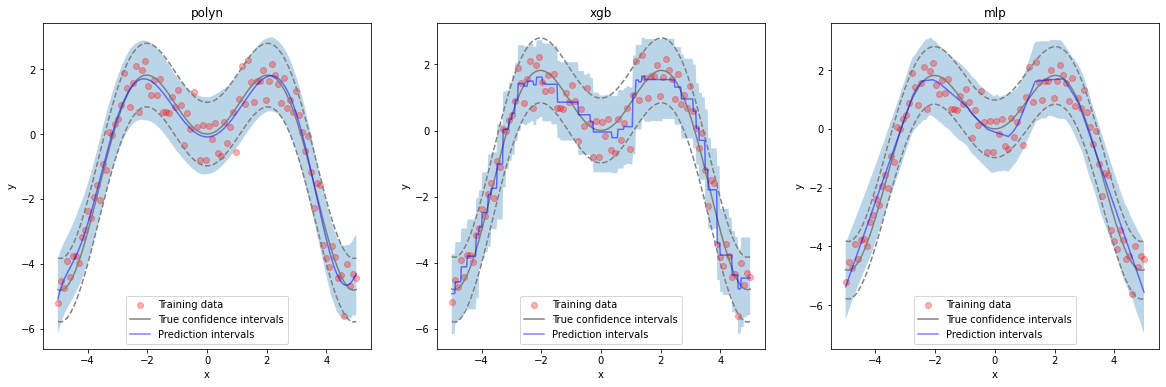 polyn
y
2
0
−2
−4
−6
−4
−2
0
2
4
x
Training data
True confidence intervals
Prediction intervals
xgb
y
2
0
−2
−4
−6
−4
−2
0
2
4
x
Training data
True confidence intervals
Prediction intervals
mlp
y
2
0
−2
−4
−6
−4
−2
0
2
4
x
Training data
True confidence intervals
Prediction intervals